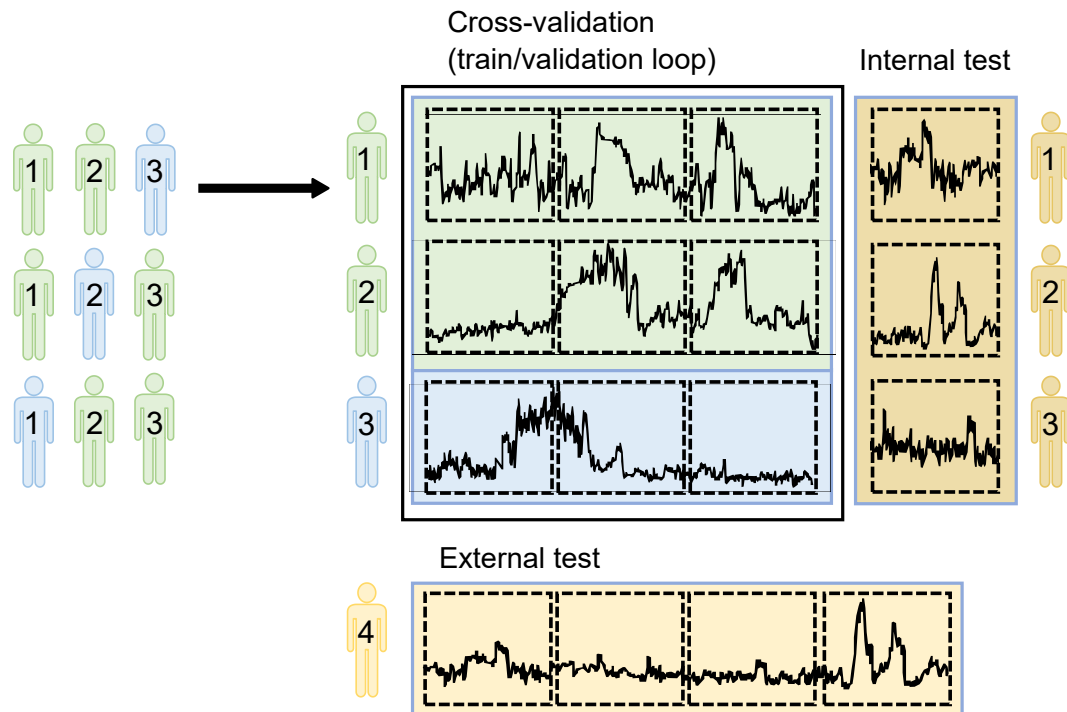 Cross-validation
(train/validation loop)
Internal test
1 2 3
1
1
1 2 3
2
2
1 2 3
3
3
External test
4